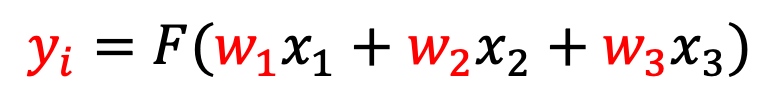 yᵢ = F(w₁x₁ + w₂x₂ + w₃x₃)